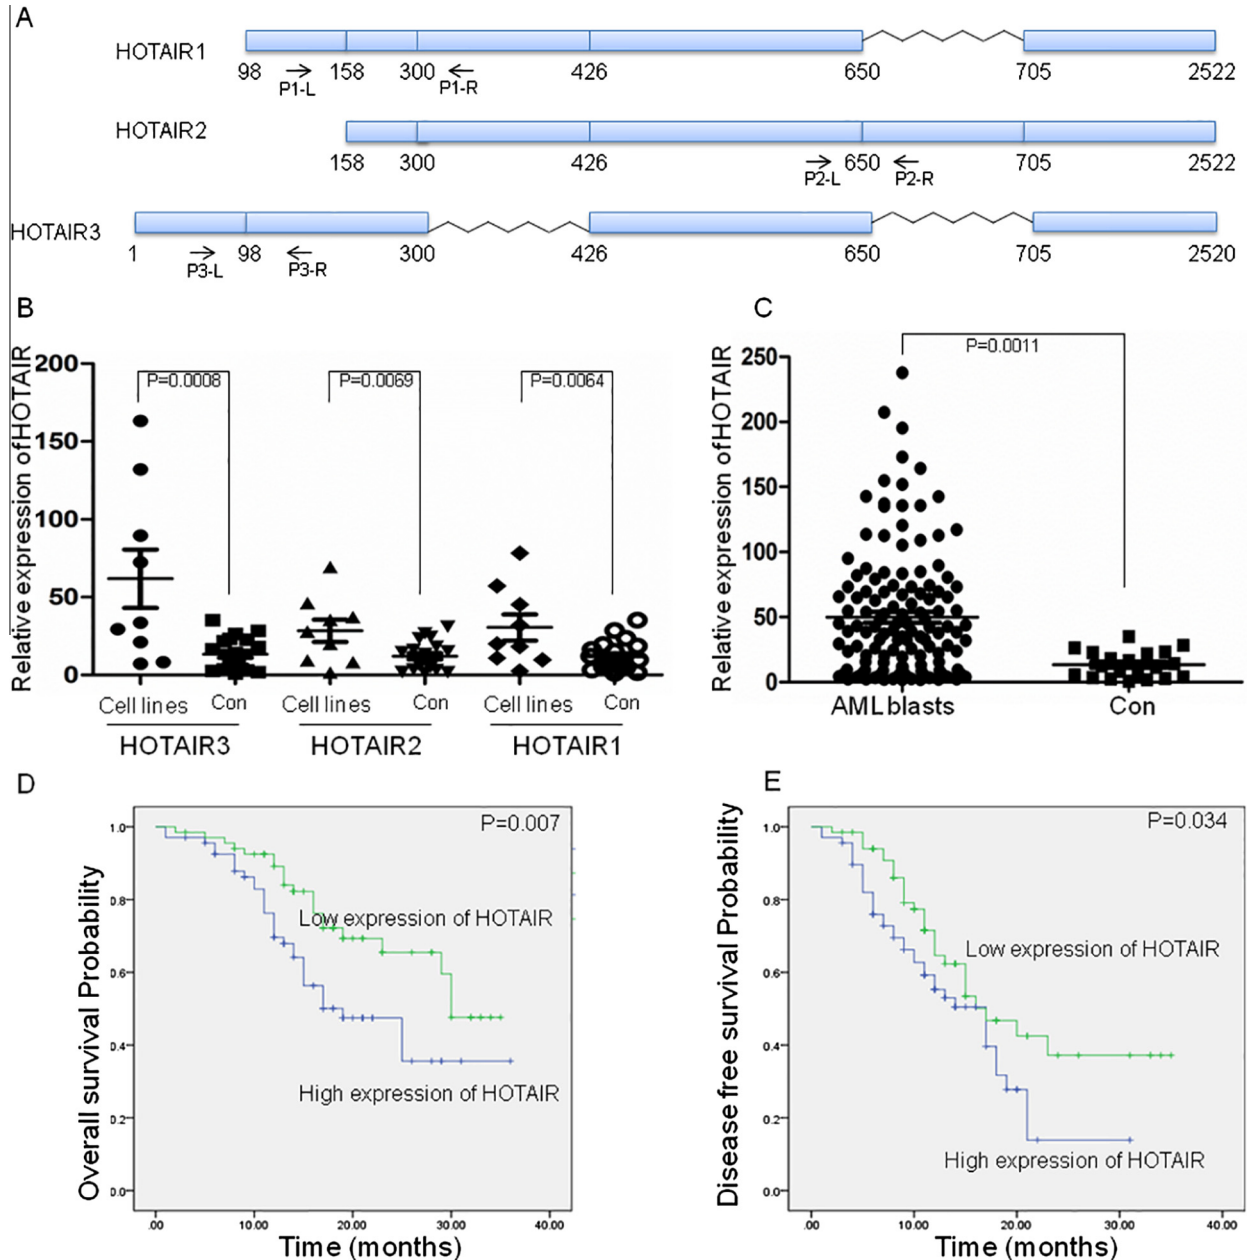 A
HOTAIR1
98 158 300 426 650 705 2522
P1-L P1-R
HOTAIR2
158 300 426 650 705 2522
P2-L P2-R
HOTAIR3
1 98 300 426 650 705 2520
P3-L P3-R
B
Relative expression of HOTAIR
200
150
100
50
0
P=0.0008 P=0.0069 P=0.0064
Cell lines Con Cell lines Con Cell lines Con
HOTAIR3 HOTAIR2 HOTAIR1
C
Relative expression of HOTAIR
250
200
150
100
50
0
P=0.0011
AML blasts Con
D
Overall survival Probability
1.0
0.8
0.6
0.4
0.2
0.0
P=0.007
Low expression of HOTAIR
High expression of HOTAIR
.00 10.00 20.00 30.00 40.00
Time (months)
E
Disease free survival Probability
1.0
0.8
0.6
0.4
0.2
0.0
P=0.034
Low expression of HOTAIR
High expression of HOTAIR
.00 10.00 20.00 30.00 40.00
Time (months)